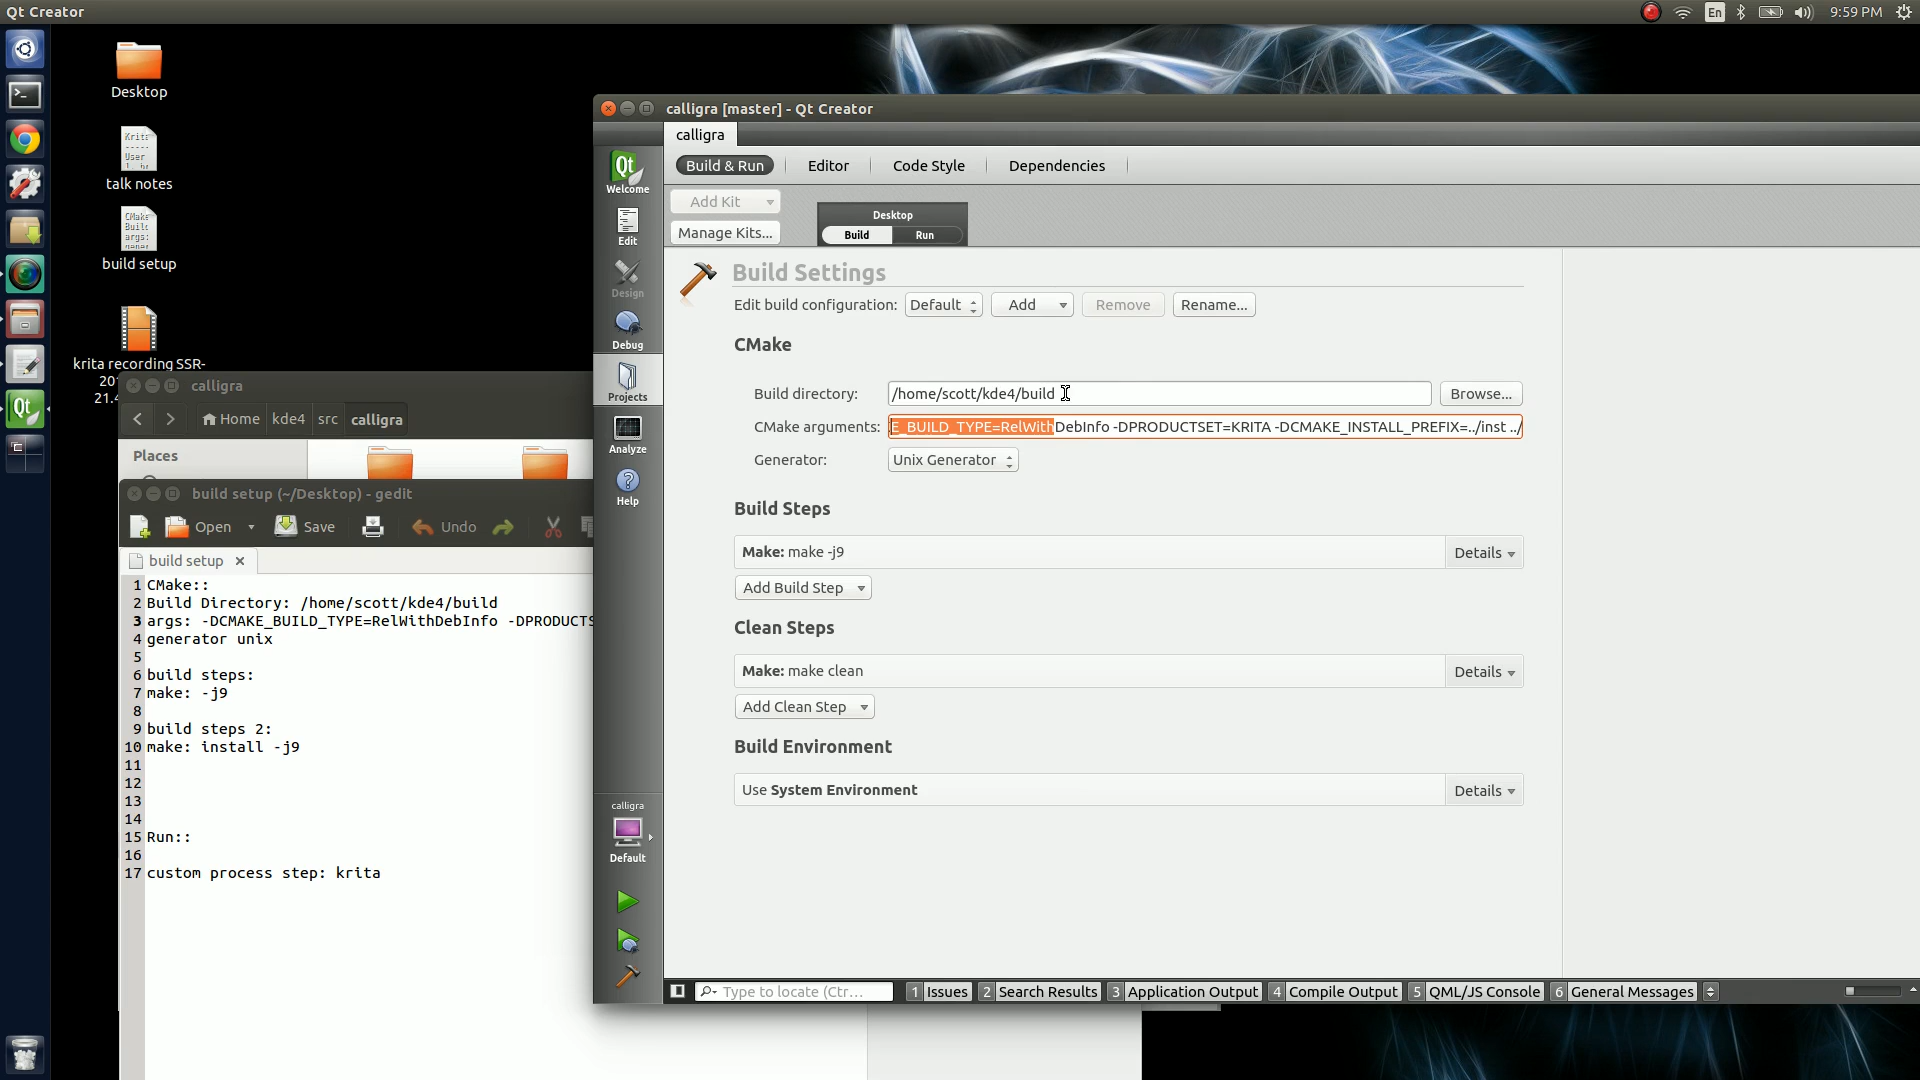 Qt Creator
En
9:59 PM
Desktop
talk notes
build setup
krita recording SSR-
calligra [master] - Qt Creator
calligra
Build & Run
Editor
Code Style
Dependencies
Add Kit
Manage Kits...
Desktop
Build
Run
Welcome
Edit
Design
Debug
Projects
Analyze
Help
calligra
Default
Build Settings
Edit build configuration:
Default
Add
Remove
Rename...
CMake
Build directory:
/home/scott/kde4/build
Browse...
CMake arguments:
E_BUILD_TYPE=RelWithDebInfo -DPRODUCTSET=KRITA -DCMAKE_INSTALL_PREFIX=../inst ../
Generator:
Unix Generator
Build Steps
Make: make -j9
Details
Add Build Step
Clean Steps
Make: make clean
Details
Add Clean Step
Build Environment
Use System Environment
Details
Type to locate (Ctr...
1 Issues
2 Search Results
3 Application Output
4 Compile Output
5 QML/JS Console
6 General Messages
calligra
Home
kde4
src
calligra
Places
build setup (~/Desktop) - gedit
Open
Save
Undo
build setup
1 CMake::
2 Build Directory: /home/scott/kde4/build
3 args: -DCMAKE_BUILD_TYPE=RelWithDebInfo -DPRODUCTS
4 generator unix
5
6 build steps:
7 make: -j9
8
9 build steps 2:
10 make: install -j9
11
12
13
14
15 Run::
16
17 custom process step: krita